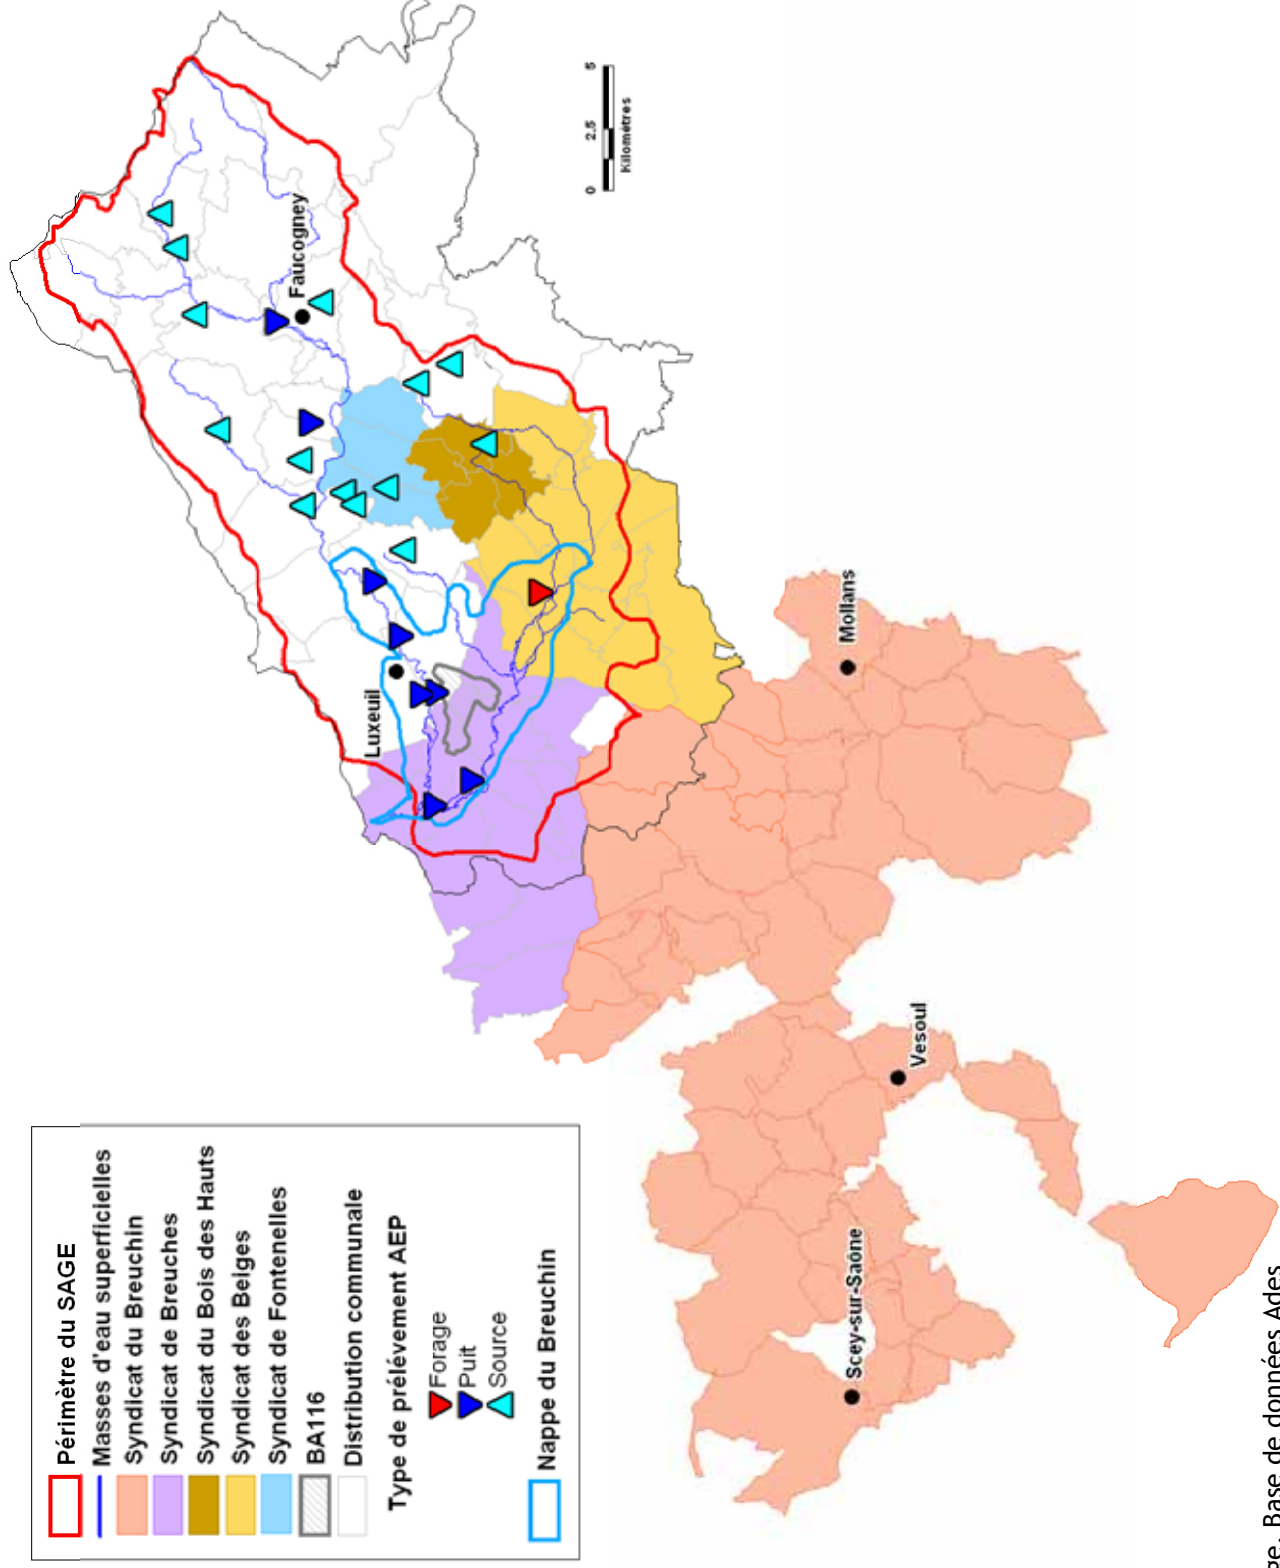 Périmètre du SAGE
Masses d'eau superficielles
Syndicat du Breuchin
Syndicat de Breuches
Syndicat du Bois des Hauts
Syndicat des Belges
Syndicat de Fontenelles
BA116
Distribution communale
Type de prélévement AEP
Forage
Puit
Source
Nappe du Breuchin
Faucogney
Luxeuil
Mollans
Vesoul
Scey-sur-Saône
0 2,5 5
Kilomètres
Base de données Ades